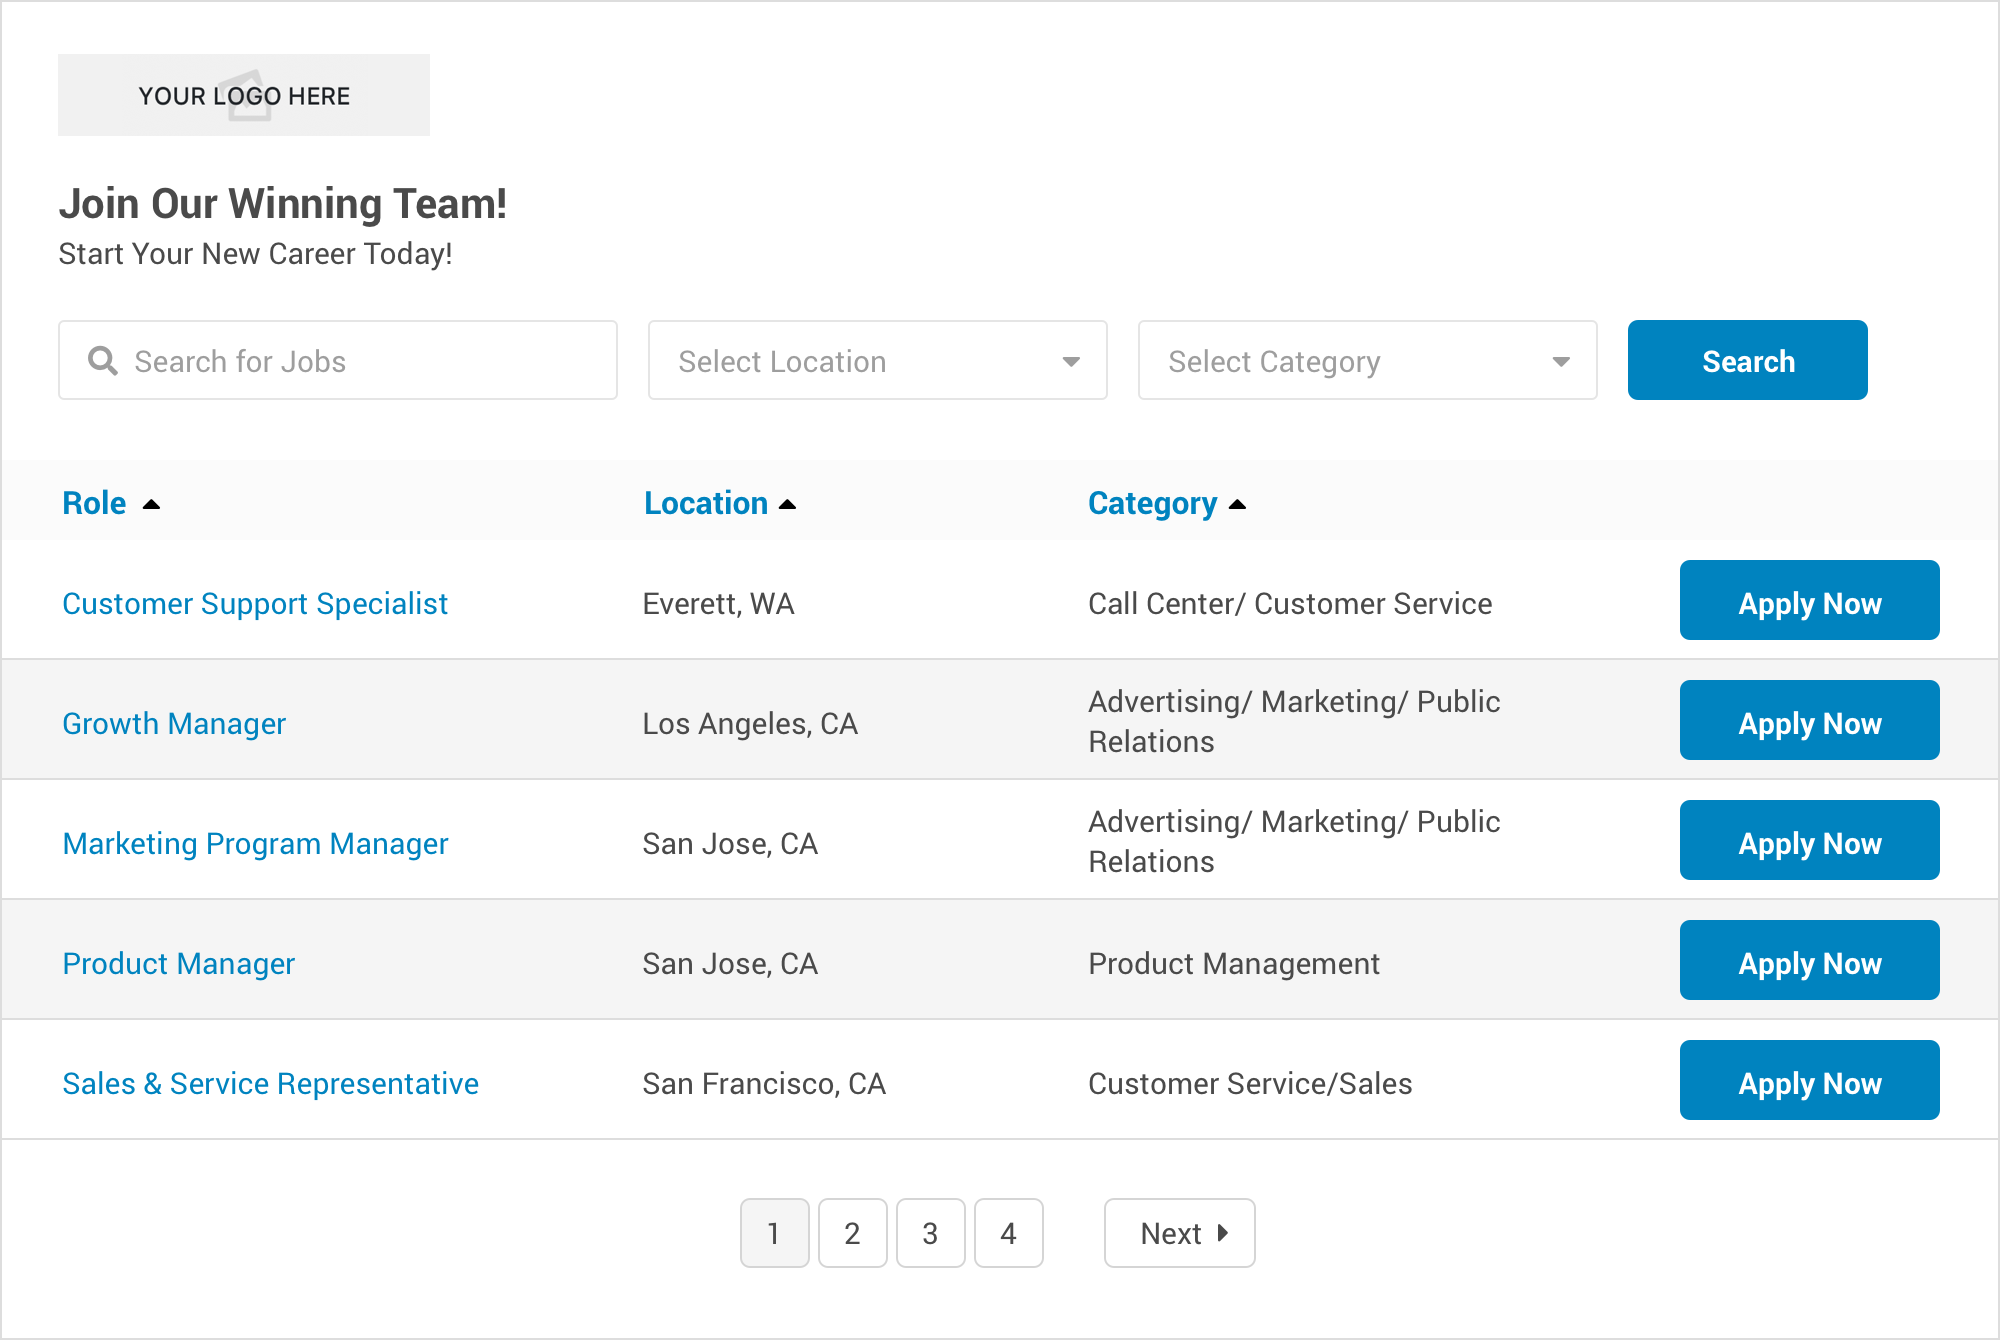 YOUR LOGO HERE
Join Our Winning Team!
Start Your New Career Today!
Search for Jobs
Select Location
Select Category
Search
Role
Location
Category
Customer Support Specialist
Everett, WA
Call Center/ Customer Service
Apply Now
Growth Manager
Los Angeles, CA
Advertising/ Marketing/ Public
Relations
Apply Now
Marketing Program Manager
San Jose, CA
Advertising/ Marketing/ Public
Relations
Apply Now
Product Manager
San Jose, CA
Product Management
Apply Now
Sales & Service Representative
San Francisco, CA
Customer Service/Sales
Apply Now
1
2
3
4
Next